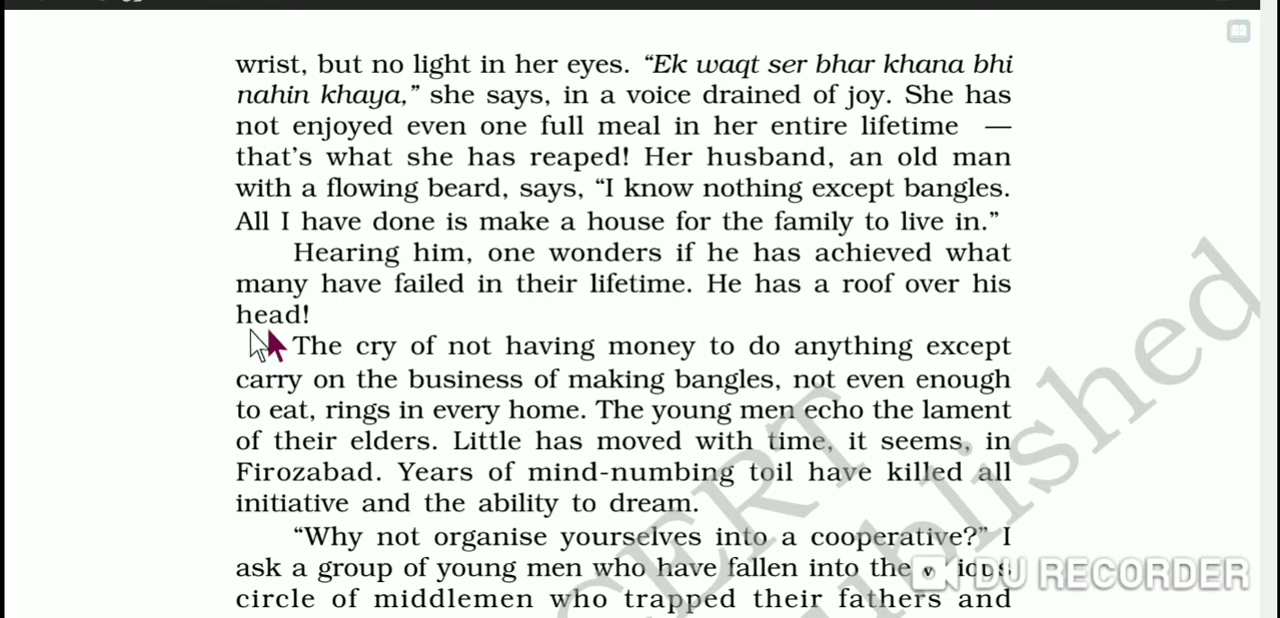 wrist, but no light in her eyes. “Ek waqt ser bhar khana bhi
nahin khaya,” she says, in a voice drained of joy. She has
not enjoyed even one full meal in her entire lifetime —
that’s what she has reaped! Her husband, an old man
with a flowing beard, says, “I know nothing except bangles.
All I have done is make a house for the family to live in.”
Hearing him, one wonders if he has achieved what
many have failed in their lifetime. He has a roof over his
head!
The cry of not having money to do anything except
carry on the business of making bangles, not even enough
to eat, rings in every home. The young men echo the lament
of their elders. Little has moved with time, it seems, in
Firozabad. Years of mind-numbing toil have killed all
initiative and the ability to dream.
“Why not organise yourselves into a cooperative?” I
ask a group of young men who have fallen into the
circle of middlemen who trapped their fathers and
CERT
ublished
DU RECORDER